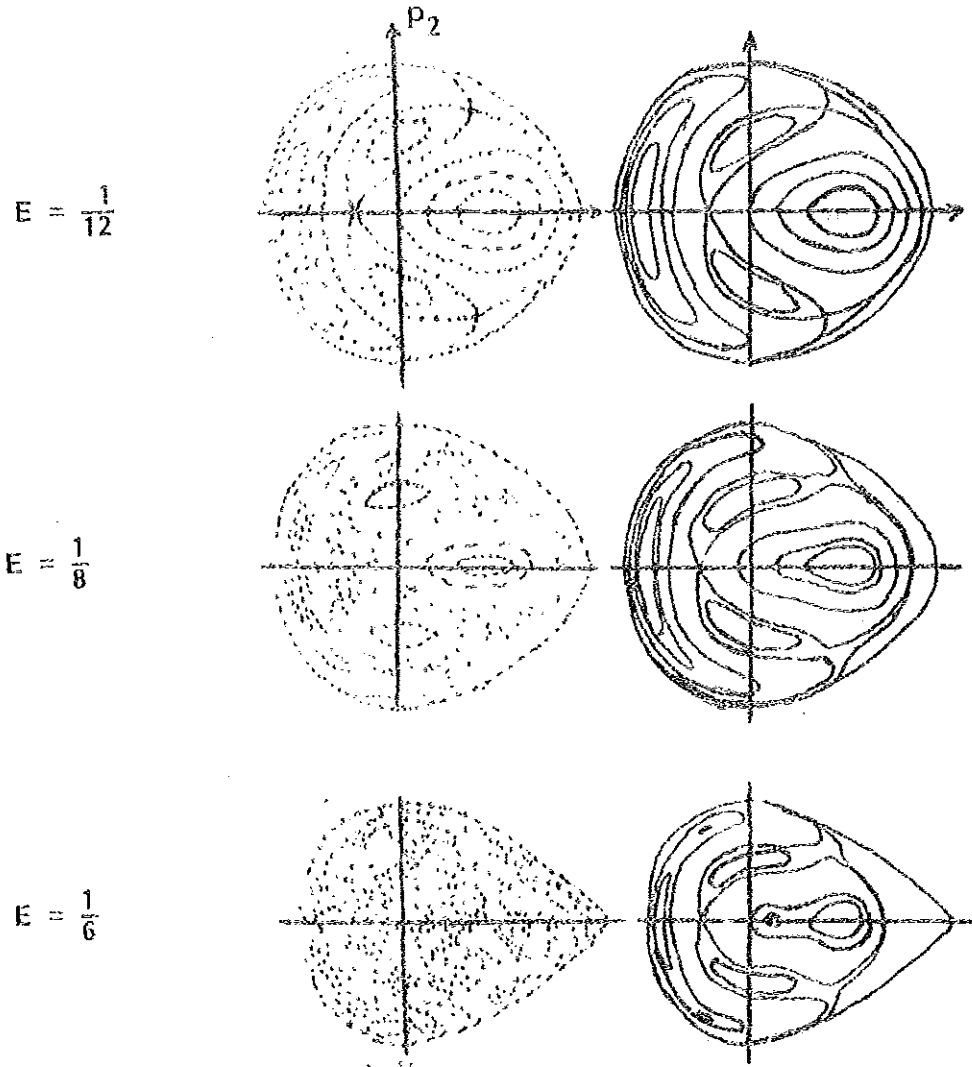 p₂
E = 1/12
E = 1/8
E = 1/6